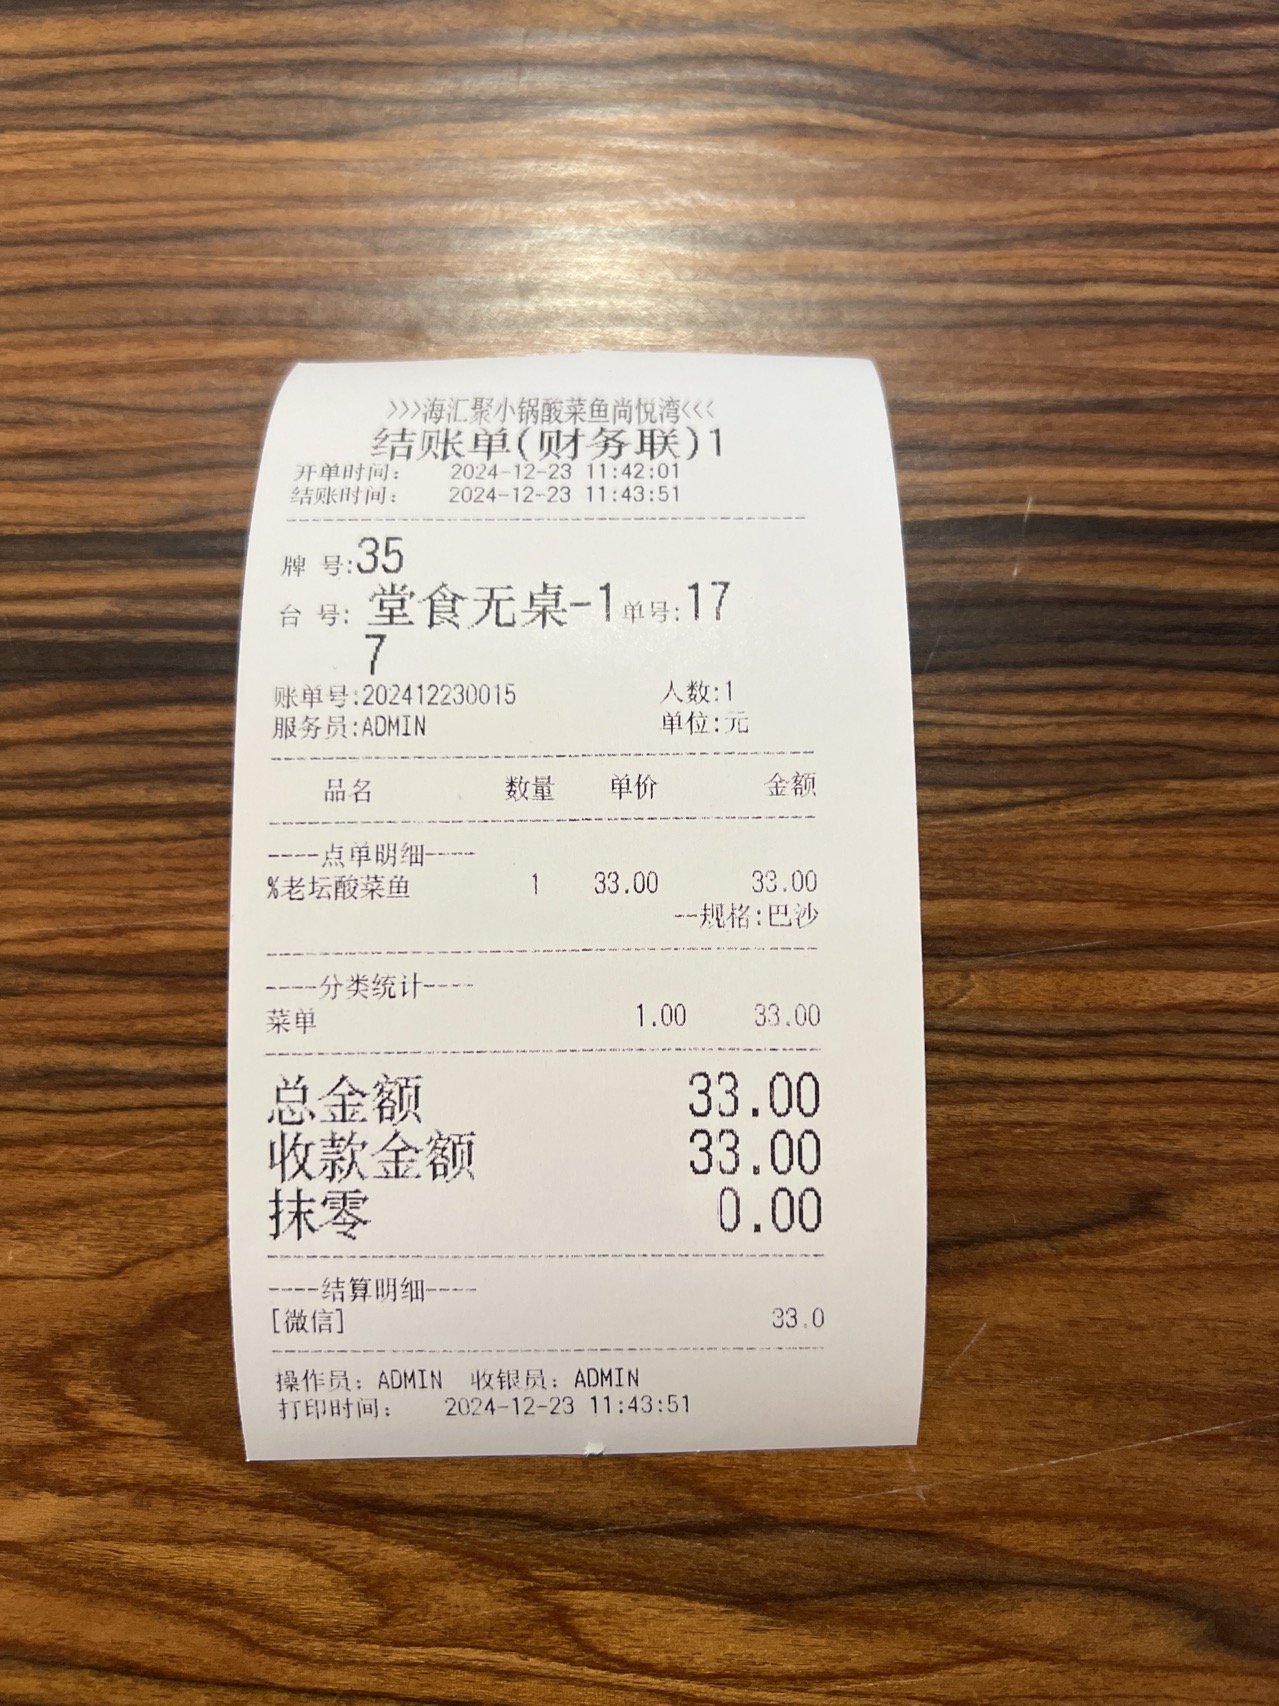 >>>海汇聚小锅酸菜鱼尚悦湾<<<
结账单(财务联)1
开单时间: 2024-12-23 11:42:01
结账时间: 2024-12-23 11:43:51
牌 号:35
台 号: 堂食无桌-1 单号:17
7
账单号:202412230015 人数:1
服务员:ADMIN 单位:元
品名 数量 单价 金额
----点单明细----
%老坛酸菜鱼 1 33.00 33.00
--规格:巴沙
----分类统计----
菜单 1.00 33.00
总金额 33.00
收款金额 33.00
抹零 0.00
----结算明细----
[微信] 33.0
操作员: ADMIN 收银员: ADMIN
打印时间: 2024-12-23 11:43:51